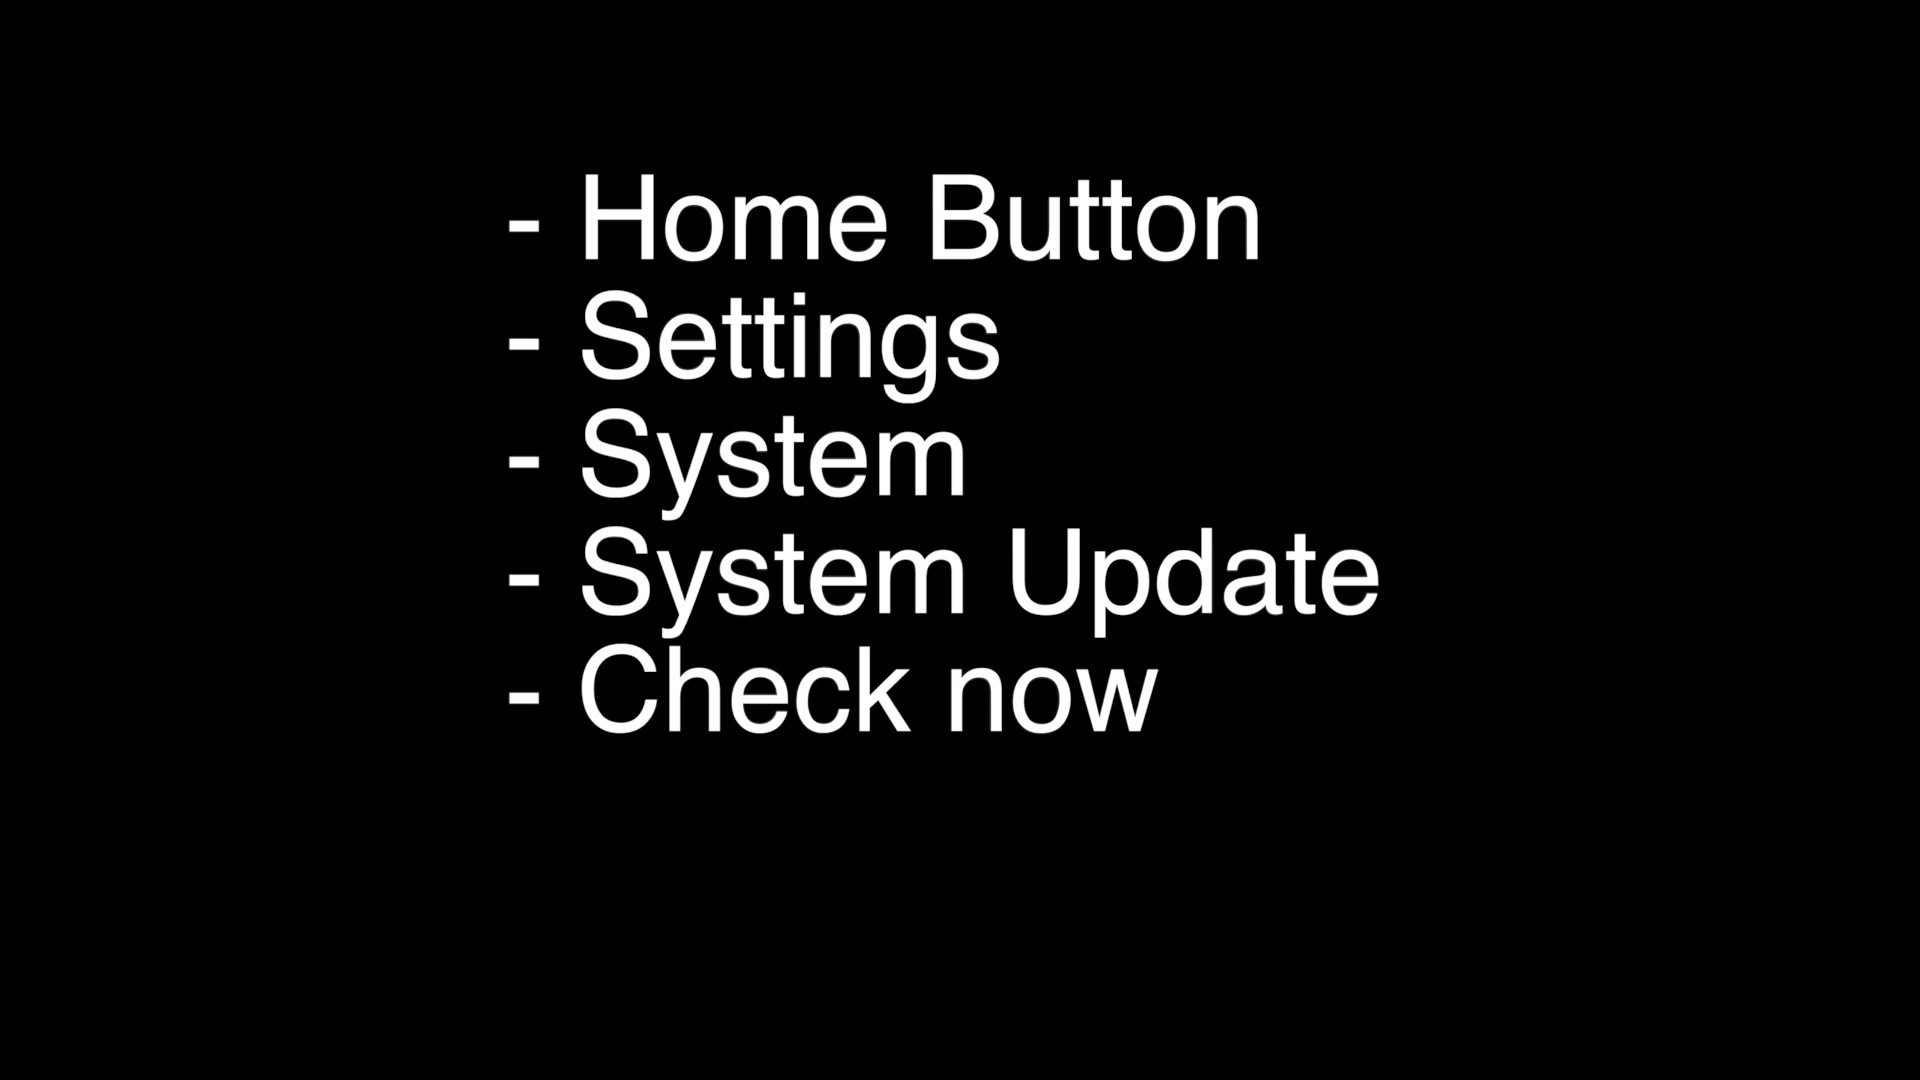 - Home Button
- Settings
- System
- System Update
- Check now